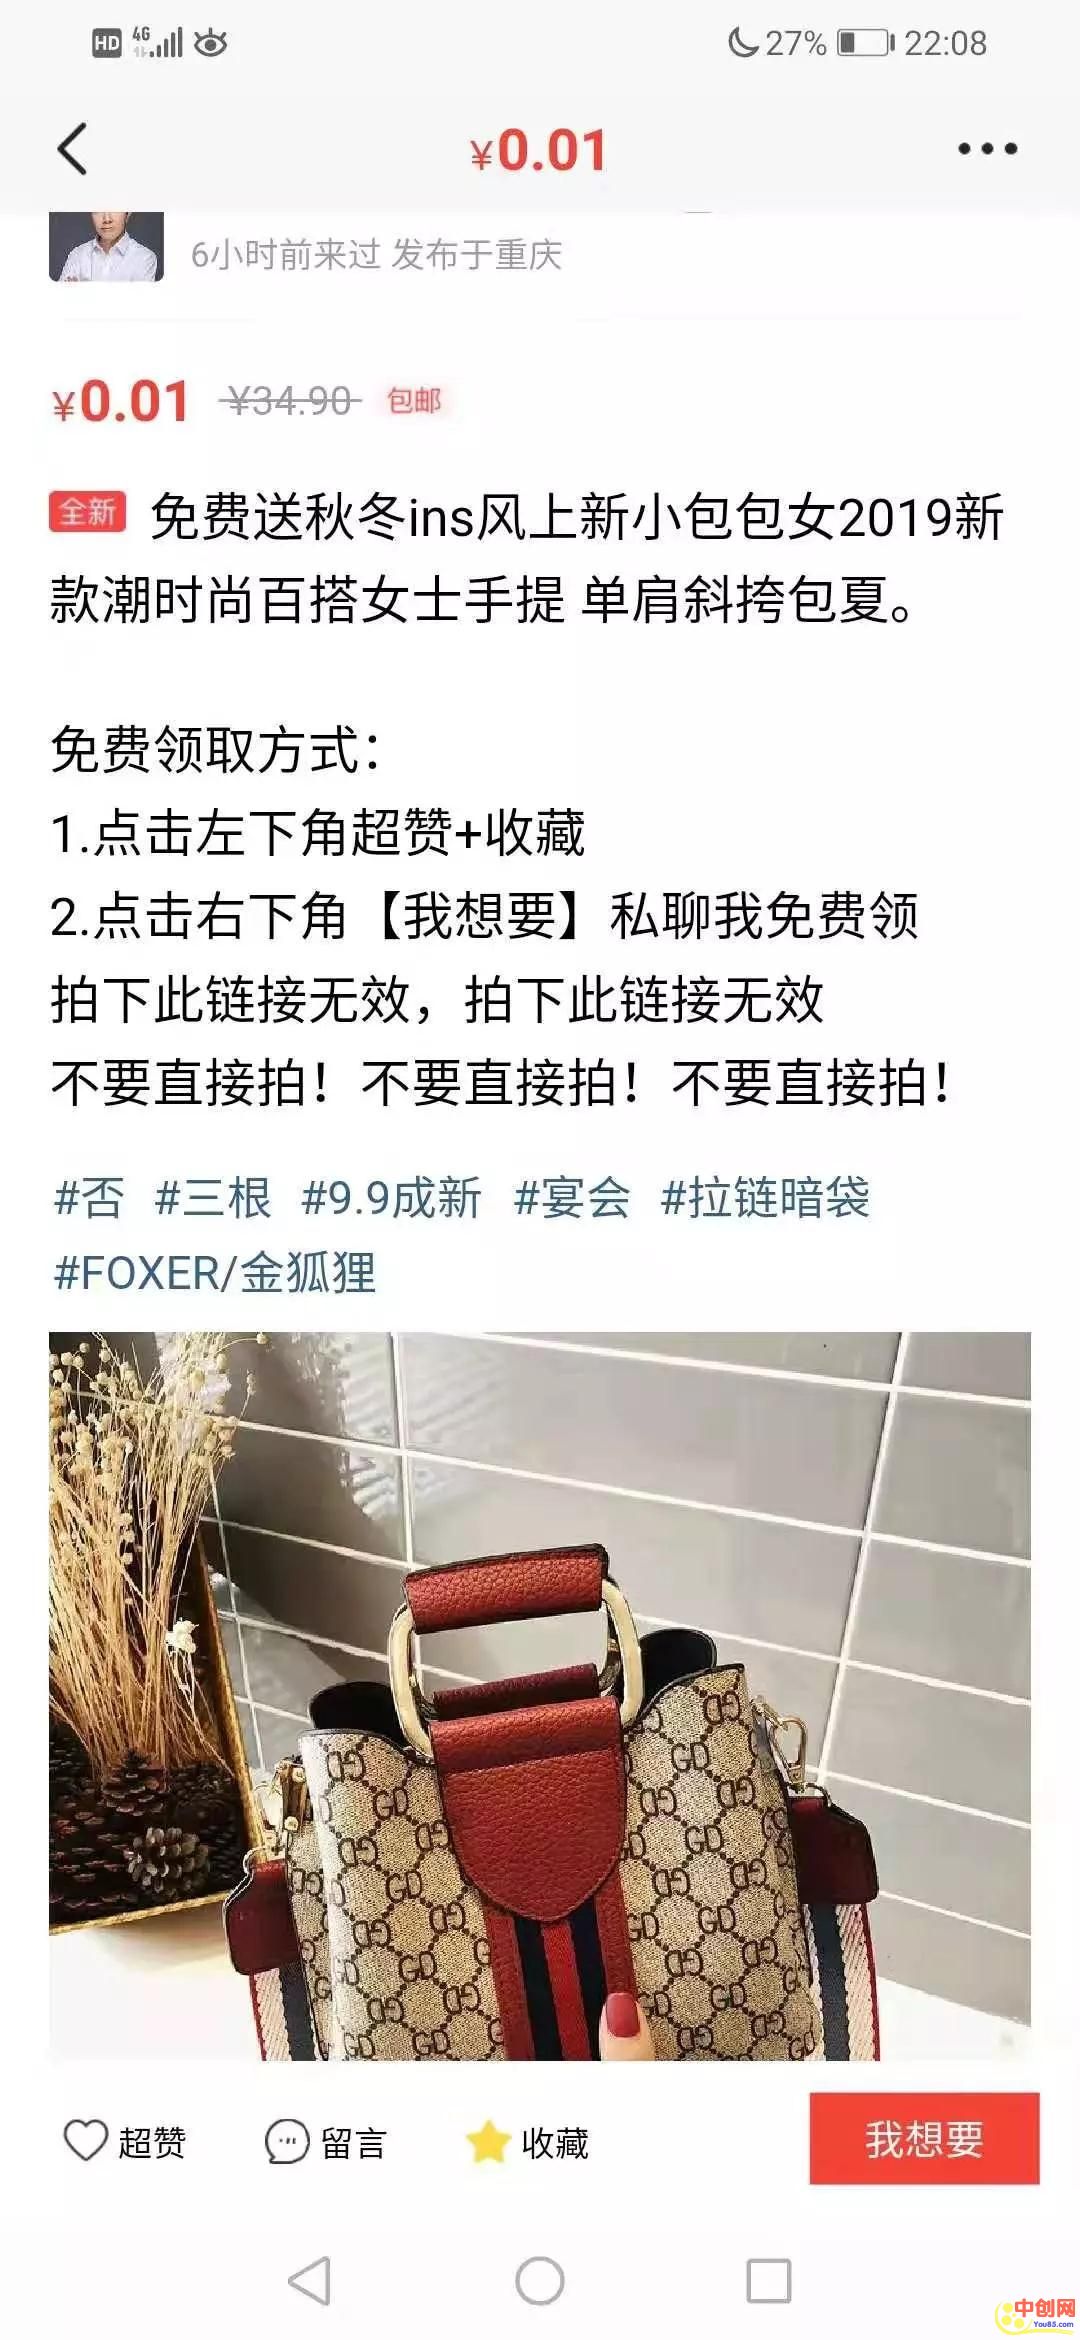 HD 4G 27% 22:08
¥0.01
6小时前来过 发布于重庆
¥0.01 ¥34.90 包邮
全新 免费送秋冬ins风上新小包包女2019新
款潮时尚百搭女士手提 单肩斜挎包夏。
免费领取方式：
1.点击左下角超赞+收藏
2.点击右下角【我想要】私聊我免费领
拍下此链接无效，拍下此链接无效
不要直接拍！不要直接拍！不要直接拍！
#否 #三根 #9.9成新 #宴会 #拉链暗袋
#FOXER/金狐狸
GD
超赞 留言 收藏 我想要
中创网
You85.com